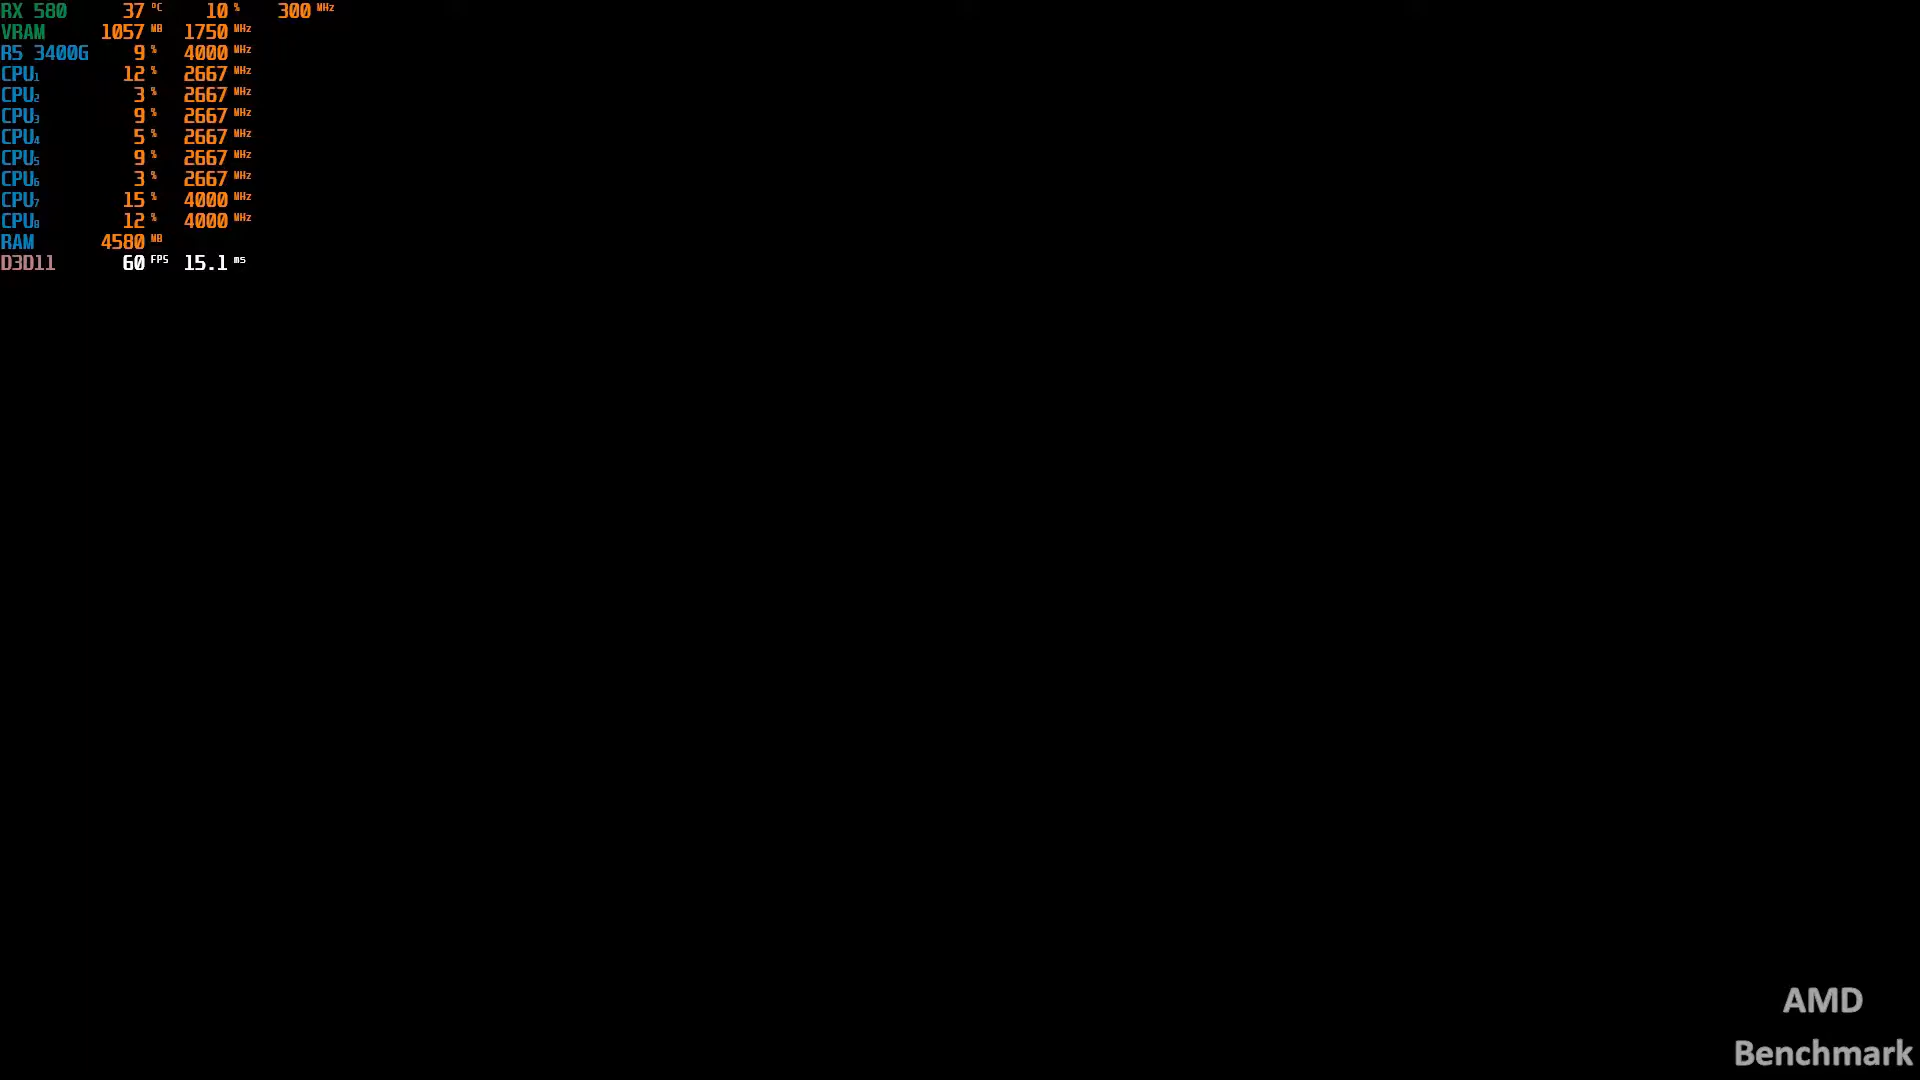 RX 580 37 °C 10 % 300 MHz
VRAM 1057 MB 1750 MHz
R5 3400G 9 % 4000 MHz
CPU1 12 % 2667 MHz
CPU2 3 % 2667 MHz
CPU3 9 % 2667 MHz
CPU4 5 % 2667 MHz
CPU5 9 % 2667 MHz
CPU6 3 % 2667 MHz
CPU7 15 % 4000 MHz
CPU8 12 % 4000 MHz
RAM 4580 MB
D3D11 60 FPS 15.1 ms
AMD
Benchmark